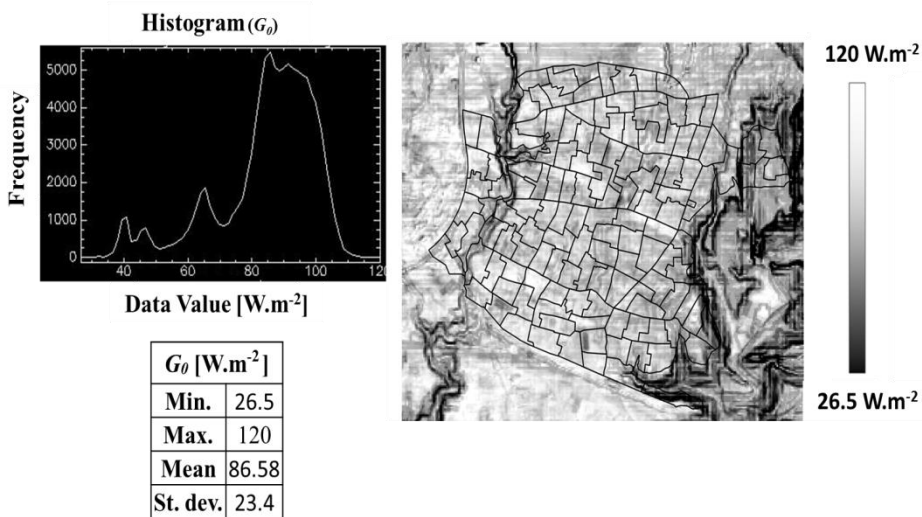 Histogram (G₀)
Frequency
5000
4000
3000
2000
1000
0
40 60 80 100 120
Data Value [W.m⁻²]
G₀ [W.m⁻²]
Min. 26.5
Max. 120
Mean 86.58
St. dev. 23.4
120 W.m⁻²
26.5 W.m⁻²